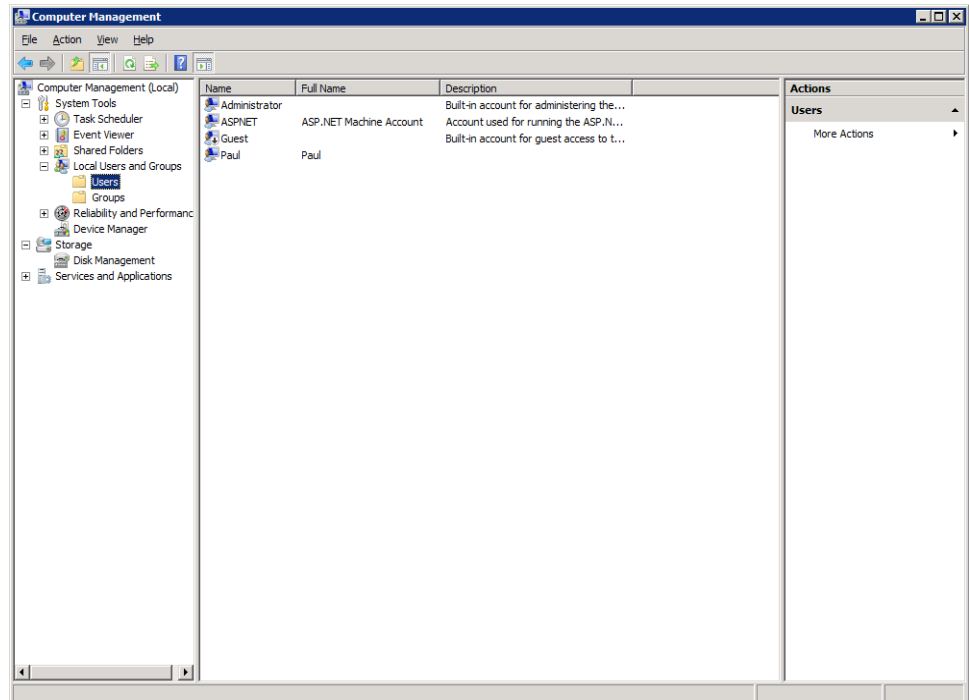 Computer Management
File Action View Help
Computer Management (Local)
System Tools
Task Scheduler
Event Viewer
Shared Folders
Local Users and Groups
Users
Groups
Reliability and Performanc
Device Manager
Storage
Disk Management
Services and Applications
Name Full Name Description
Administrator Built-in account for administering the...
ASPNET ASP.NET Machine Account Account used for running the ASP.N...
Guest Built-in account for guest access to t...
Paul Paul
Actions
Users
More Actions